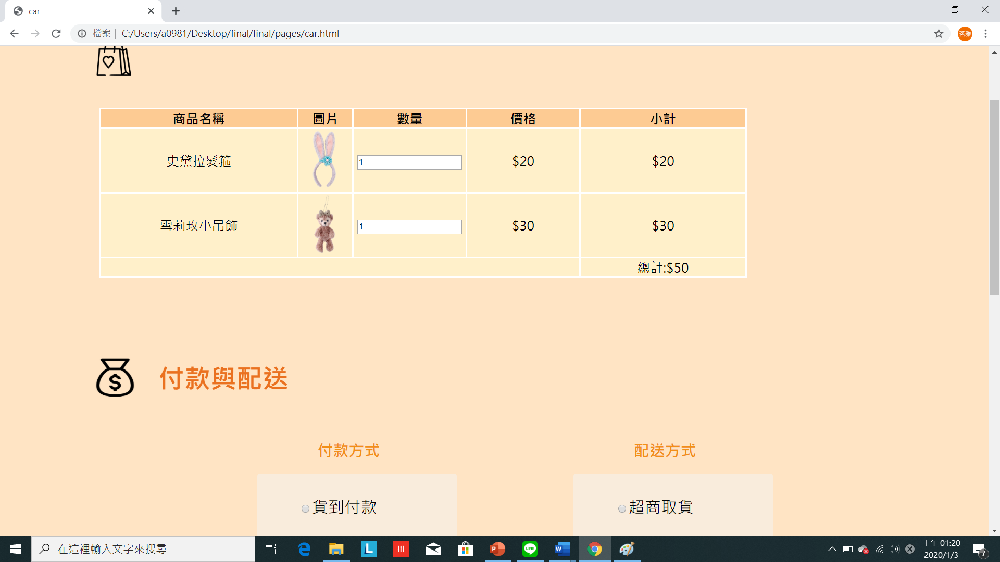 car
檔案 | C:/Users/a0981/Desktop/final/final/pages/car.html
茗雅
商品名稱 圖片 數量 價格 小計
史黛拉髮箍 1 $20 $20
雪莉玫小吊飾 1 $30 $30
總計:$50
$ 付款與配送
付款方式 配送方式
貨到付款 超商取貨
在這裡輸入文字來搜尋
上午 01:20
2020/1/3
7